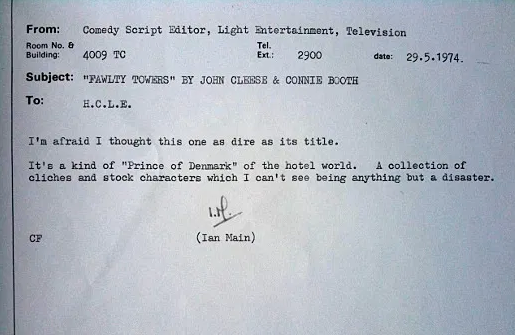 From: Comedy Script Editor, Light Entertainment, Television
Room No. & Building: 4009 TC Tel. Ext.: 2900 date: 29.5.1974.
Subject: "FAWLTY TOWERS" BY JOHN CLEESE & CONNIE BOOTH
To: H.C.L.E.
I'm afraid I thought this one as dire as its title.
It's a kind of "Prince of Denmark" of the hotel world. A collection of
cliches and stock characters which I can't see being anything but a disaster.
I.M.
CF (Ian Main)